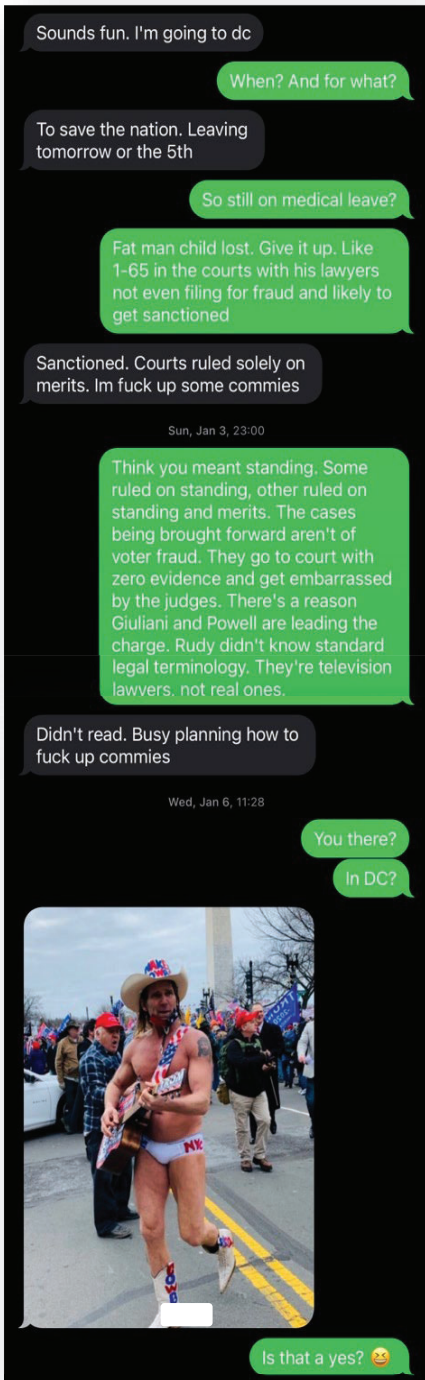 Sounds fun. I'm going to dc
When? And for what?
To save the nation. Leaving
tomorrow or the 5th
So still on medical leave?
Fat man child lost. Give it up. Like
1-65 in the courts with his lawyers
not even filing for fraud and likely to
get sanctioned
Sanctioned. Courts ruled solely on
merits. Im fuck up some commies
Sun, Jan 3, 23:00
Think you meant standing. Some
ruled on standing, other ruled on
standing and merits. The cases
being brought forward aren't of
voter fraud. They go to court with
zero evidence and get embarrassed
by the judges. There's a reason
Giuliani and Powell are leading the
charge. Rudy didn't know standard
legal terminology. They're television
lawyers. not real ones.
Didn't read. Busy planning how to
fuck up commies
Wed, Jan 6, 11:28
You there?
In DC?
NYC
Is that a yes? 😆